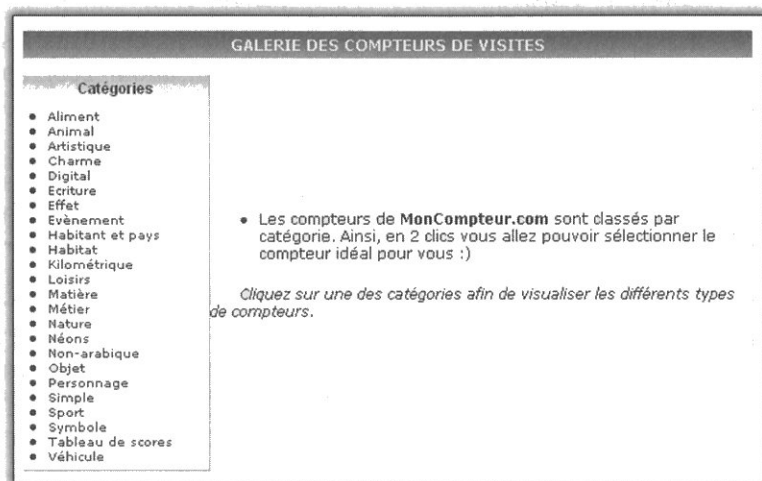 GALERIE DES COMPTEURS DE VISITES
Catégories
• Aliment
• Animal
• Artistique
• Charme
• Digital
• Ecriture
• Effet
• Evènement
• Habitant et pays
• Habitat
• Kilométrique
• Loisirs
• Matière
• Métier
• Nature
• Néons
• Non-arabique
• Objet
• Personnage
• Simple
• Sport
• Symbole
• Tableau de scores
• Véhicule
• Les compteurs de MonCompteur.com sont classés par
catégorie. Ainsi, en 2 clics vous allez pouvoir sélectionner le
compteur idéal pour vous :)
Cliquez sur une des catégories afin de visualiser les différents types
de compteurs.